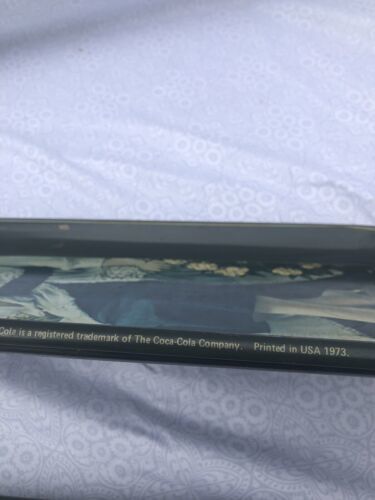 Cola is a registered trademark of The Coca-Cola Company. Printed in USA 1973.